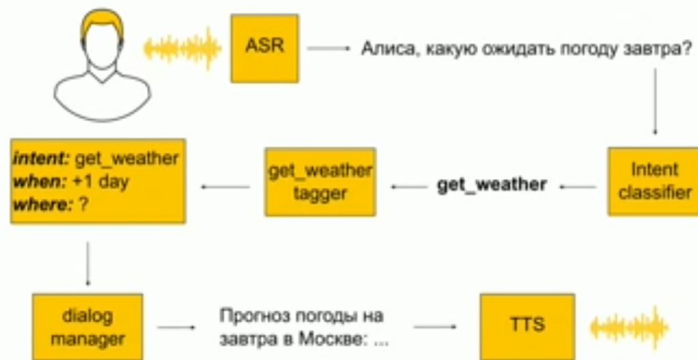 ASR
Алиса, какую ожидать погоду завтра?
Intent
classifier
get_weather
get_weather
tagger
intent: get_weather
when: +1 day
where: ?
dialog
manager
Прогноз погоды на
завтра в Москве: ...
TTS